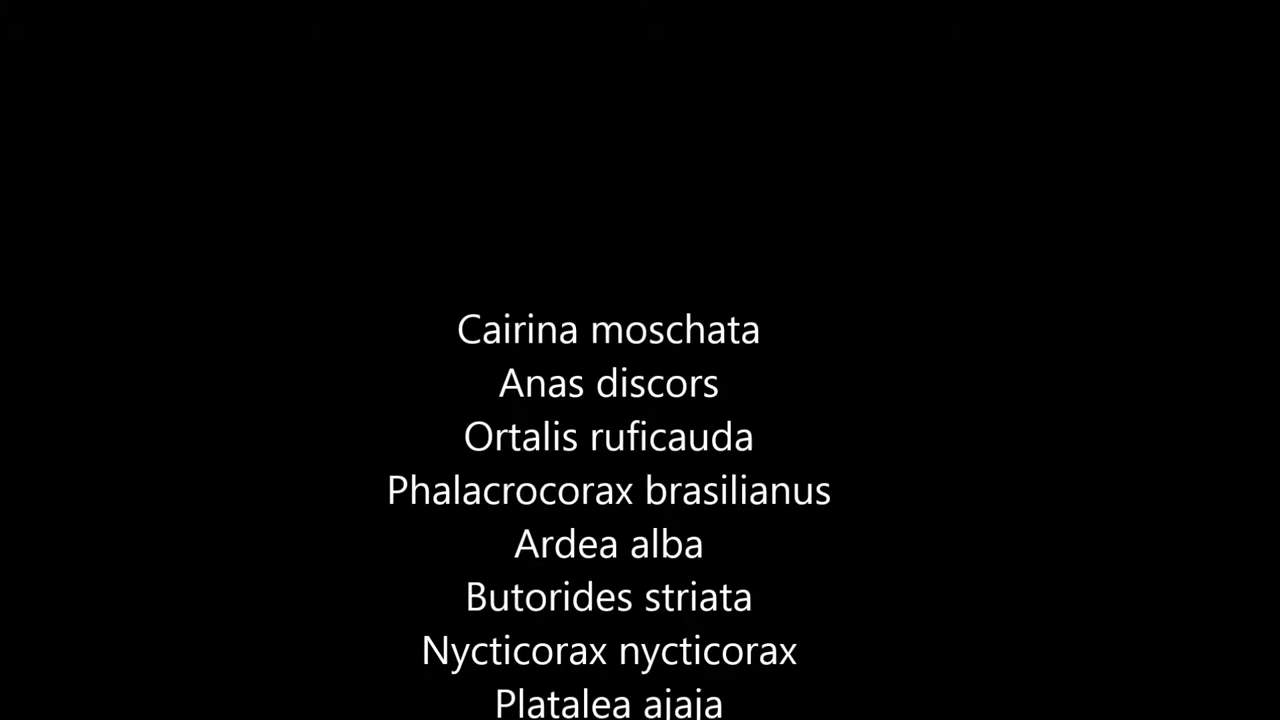 Cairina moschata
Anas discors
Ortalis ruficauda
Phalacrocorax brasilianus
Ardea alba
Butorides striata
Nycticorax nycticorax
Platalea ajaja